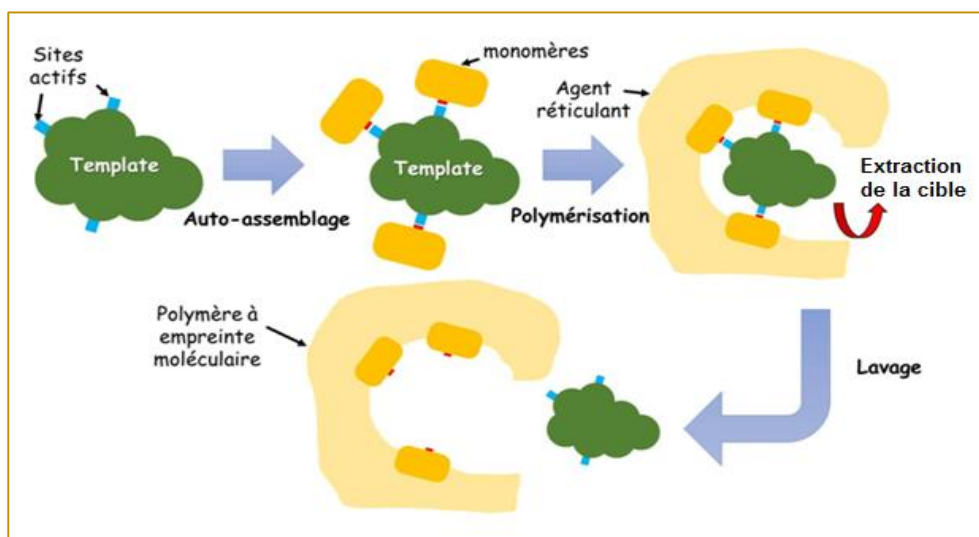 Sites
actifs
Template
Auto-assemblage
monomères
Template
Polymérisation
Agent
réticulant
Extraction
de la cible
Polymère à
empreinte
moléculaire
Lavage